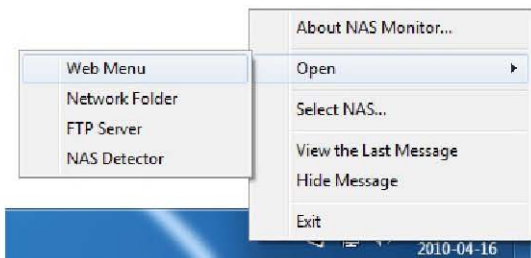 About NAS Monitor...
Open
Select NAS...
View the Last Message
Hide Message
Exit
Web Menu
Network Folder
FTP Server
NAS Detector
2010-04-16